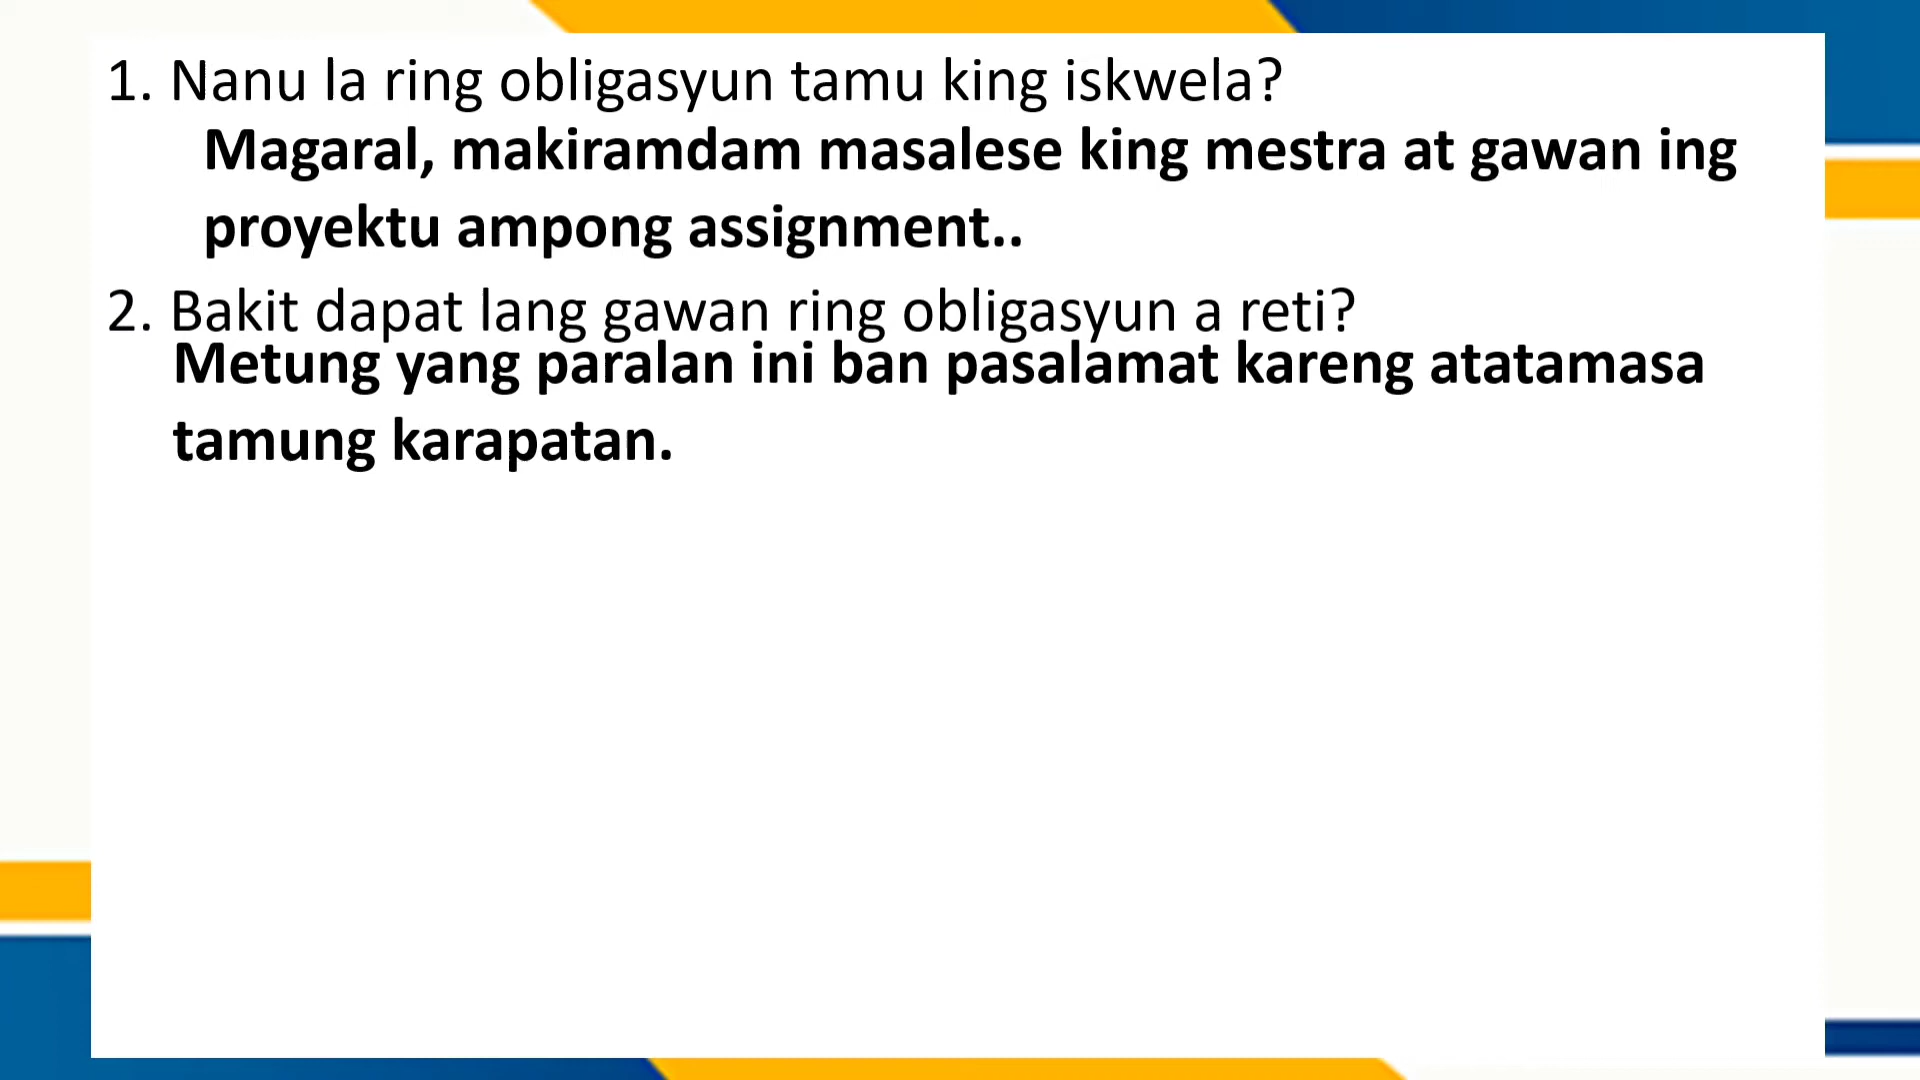 1. Nanu la ring obligasyun tamu king iskwela?
Magaral, makiramdam masalese king mestra at gawan ing
proyektu ampong assignment..
2. Bakit dapat lang gawan ring obligasyun a reti?
Metung yang paralan ini ban pasalamat kareng atatamasa
tamung karapatan.